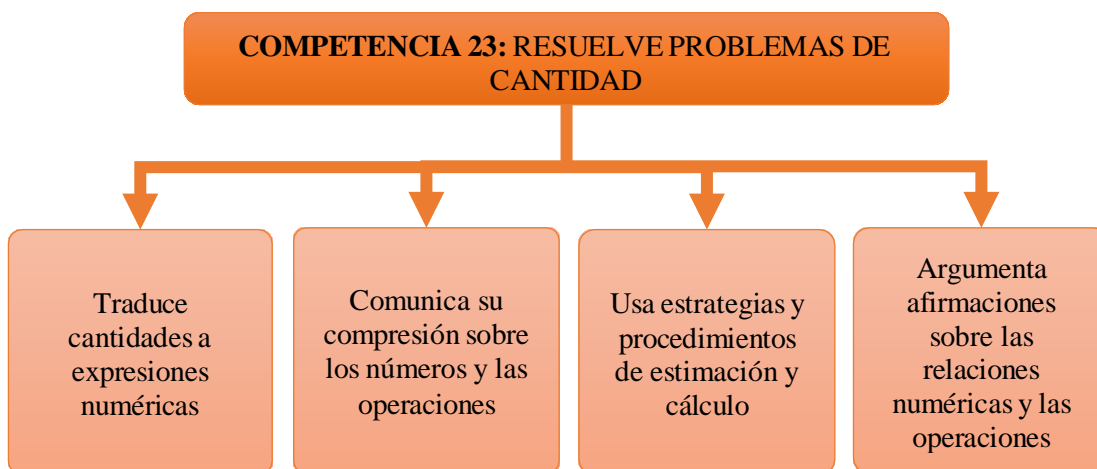 COMPETENCIA 23: RESUELVE PROBLEMAS DE
CANTIDAD
Traduce
cantidades a
expresiones
numéricas
Comunica su
compresión sobre
los números y las
operaciones
Usa estrategias y
procedimientos
de estimación y
cálculo
Argumenta
afirmaciones
sobre las
relaciones
numéricas y las
operaciones